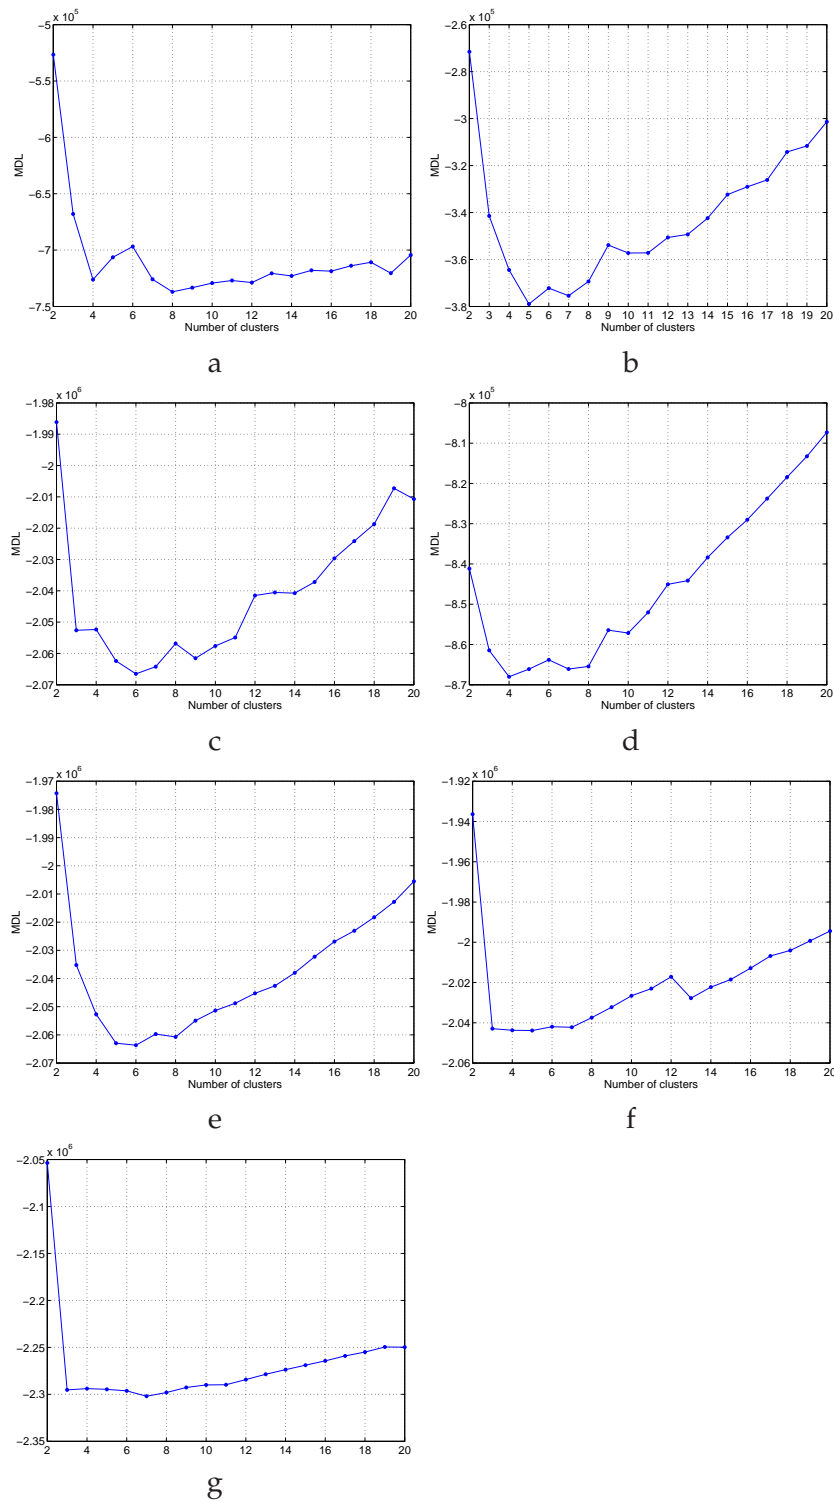 x 10^5
−5
−5.5
−6
−6.5
−7
−7.5
MDL
2 4 6 8 10 12 14 16 18 20
Number of clusters
a
x 10^5
−2.6
−2.8
−3
−3.2
−3.4
−3.6
−3.8
MDL
2 3 4 5 6 7 8 9 10 11 12 13 14 15 16 17 18 19 20
Number of clusters
b
x 10^6
−1.98
−1.99
−2
−2.01
−2.02
−2.03
−2.04
−2.05
−2.06
−2.07
MDL
2 4 6 8 10 12 14 16 18 20
Number of clusters
c
x 10^5
−8
−8.1
−8.2
−8.3
−8.4
−8.5
−8.6
−8.7
MDL
2 4 6 8 10 12 14 16 18 20
Number of clusters
d
x 10^6
−1.97
−1.98
−1.99
−2
−2.01
−2.02
−2.03
−2.04
−2.05
−2.06
−2.07
MDL
2 4 6 8 10 12 14 16 18 20
Number of clusters
e
x 10^6
−1.92
−1.94
−1.96
−1.98
−2
−2.02
−2.04
−2.06
MDL
2 4 6 8 10 12 14 16 18 20
Number of clusters
f
x 10^6
−2.05
−2.1
−2.15
−2.2
−2.25
−2.3
−2.35
2 4 6 8 10 12 14 16 18 20
g